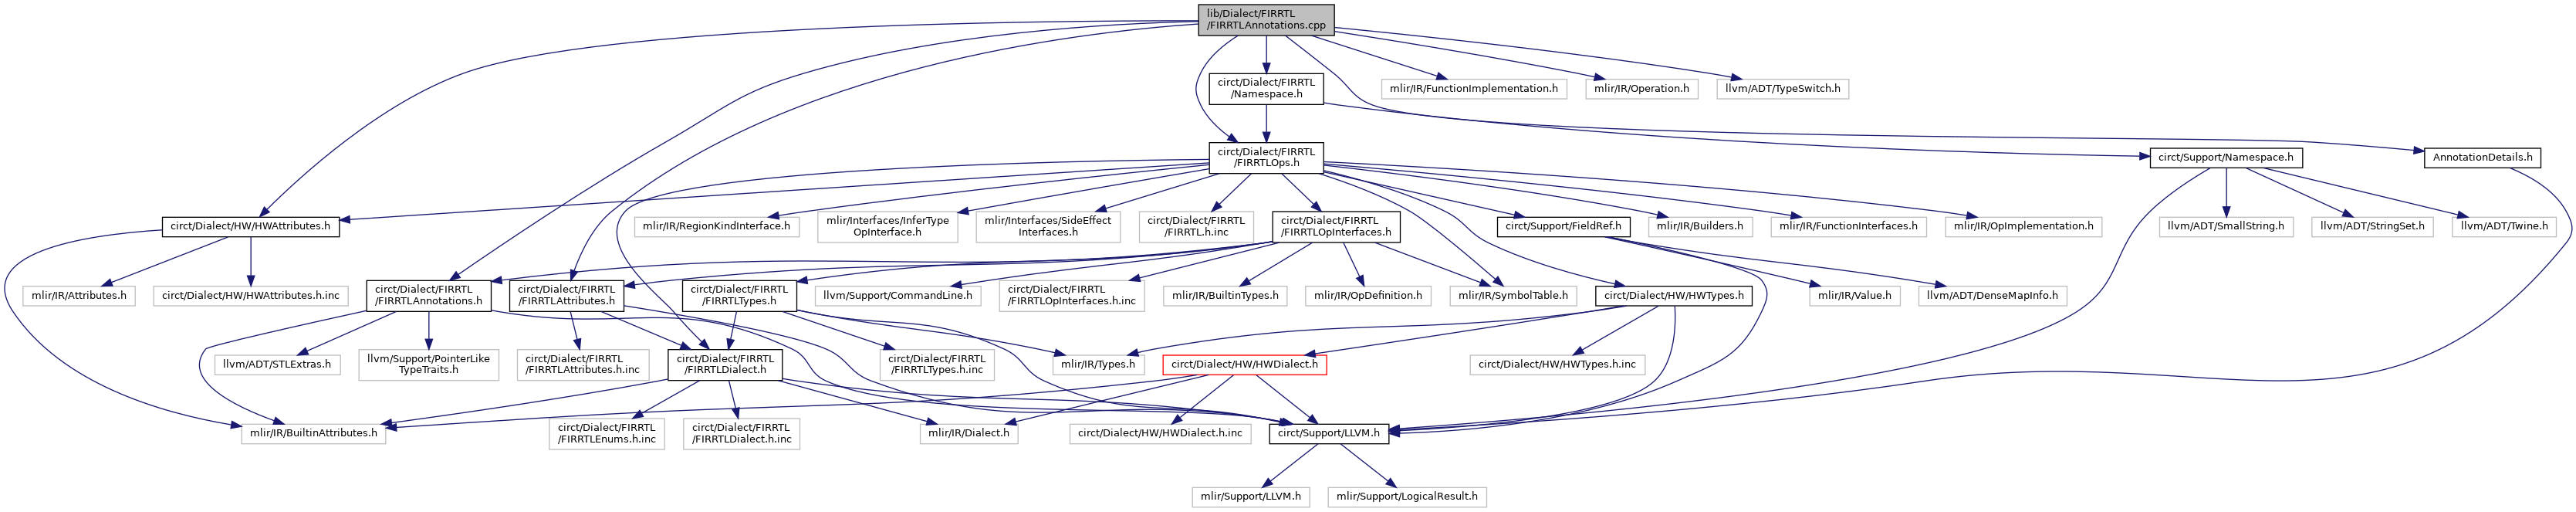 lib/Dialect/FIRRTL
/FIRRTLAnnotations.cpp
circt/Dialect/FIRRTL
/Namespace.h
mlir/IR/FunctionImplementation.h
mlir/IR/Operation.h
llvm/ADT/TypeSwitch.h
circt/Dialect/FIRRTL
/FIRRTLOps.h
circt/Support/Namespace.h
AnnotationDetails.h
circt/Dialect/HW/HWAttributes.h
mlir/IR/RegionKindInterface.h
mlir/Interfaces/InferType
OpInterface.h
mlir/Interfaces/SideEffect
Interfaces.h
circt/Dialect/FIRRTL
/FIRRTL.h.inc
circt/Dialect/FIRRTL
/FIRRTLOpInterfaces.h
circt/Support/FieldRef.h
mlir/IR/Builders.h
mlir/IR/FunctionInterfaces.h
mlir/IR/OpImplementation.h
llvm/ADT/SmallString.h
llvm/ADT/StringSet.h
llvm/ADT/Twine.h
mlir/IR/Attributes.h
circt/Dialect/HW/HWAttributes.h.inc
circt/Dialect/FIRRTL
/FIRRTLAnnotations.h
circt/Dialect/FIRRTL
/FIRRTLAttributes.h
circt/Dialect/FIRRTL
/FIRRTLTypes.h
llvm/Support/CommandLine.h
circt/Dialect/FIRRTL
/FIRRTLOpInterfaces.h.inc
mlir/IR/BuiltinTypes.h
mlir/IR/OpDefinition.h
mlir/IR/SymbolTable.h
circt/Dialect/HW/HWTypes.h
mlir/IR/Value.h
llvm/ADT/DenseMapInfo.h
llvm/ADT/STLExtras.h
llvm/Support/PointerLike
TypeTraits.h
circt/Dialect/FIRRTL
/FIRRTLAttributes.h.inc
circt/Dialect/FIRRTL
/FIRRTLDialect.h
circt/Dialect/FIRRTL
/FIRRTLTypes.h.inc
mlir/IR/Types.h
circt/Dialect/HW/HWDialect.h
circt/Dialect/HW/HWTypes.h.inc
mlir/IR/BuiltinAttributes.h
circt/Dialect/FIRRTL
/FIRRTLEnums.h.inc
circt/Dialect/FIRRTL
/FIRRTLDialect.h.inc
mlir/IR/Dialect.h
circt/Dialect/HW/HWDialect.h.inc
circt/Support/LLVM.h
mlir/Support/LLVM.h
mlir/Support/LogicalResult.h